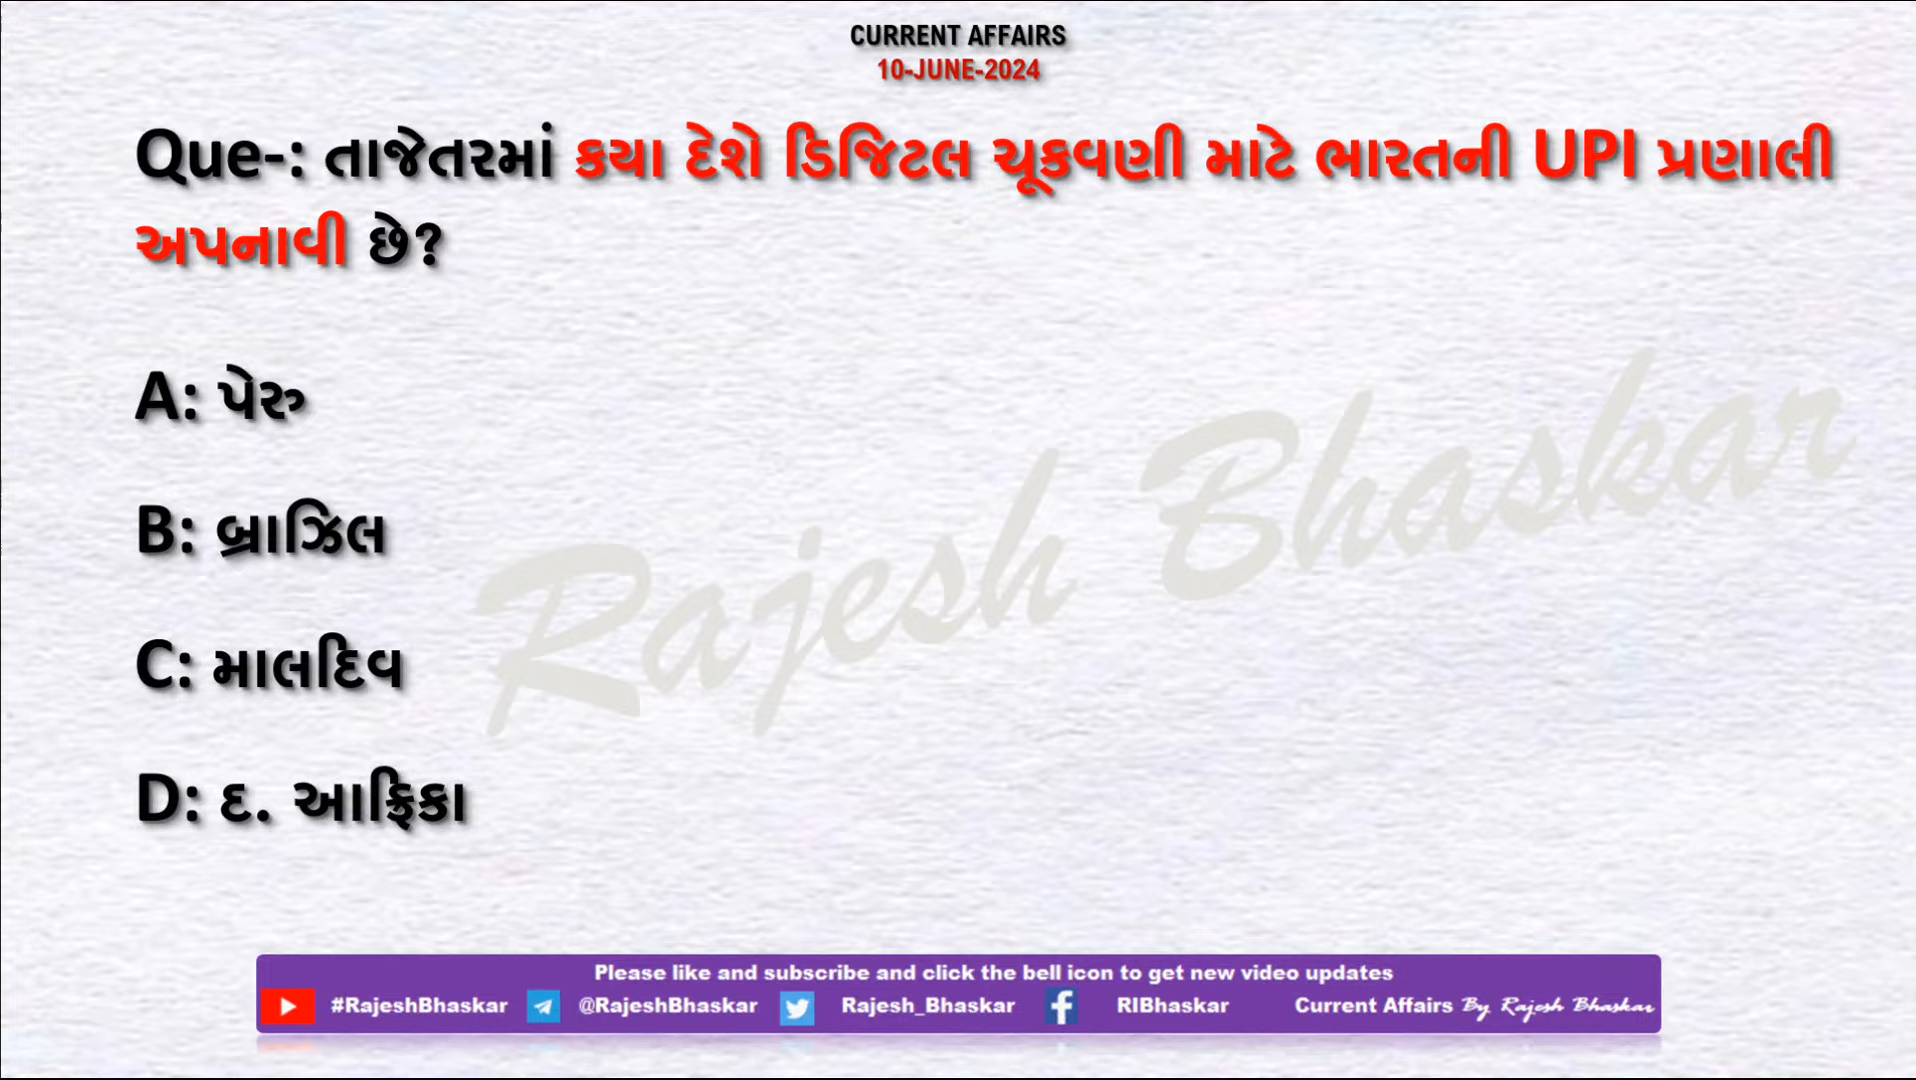 CURRENT AFFAIRS
10-JUNE-2024
Que-: તાજેતરમાં કયા દેશે ડિજિટલ ચૂકવણી માટે ભારતની UPI પ્રણાલી
અપનાવી છે?
A: પેરુ
B: બ્રાઝિલ
C: માલદિવ
D: દ. આફ્રિકા
Rajesh Bhaskar
Please like and subscribe and click the bell icon to get new video updates
#RajeshBhaskar @RajeshBhaskar Rajesh_Bhaskar RIBhaskar Current Affairs By Rajesh Bhaskar